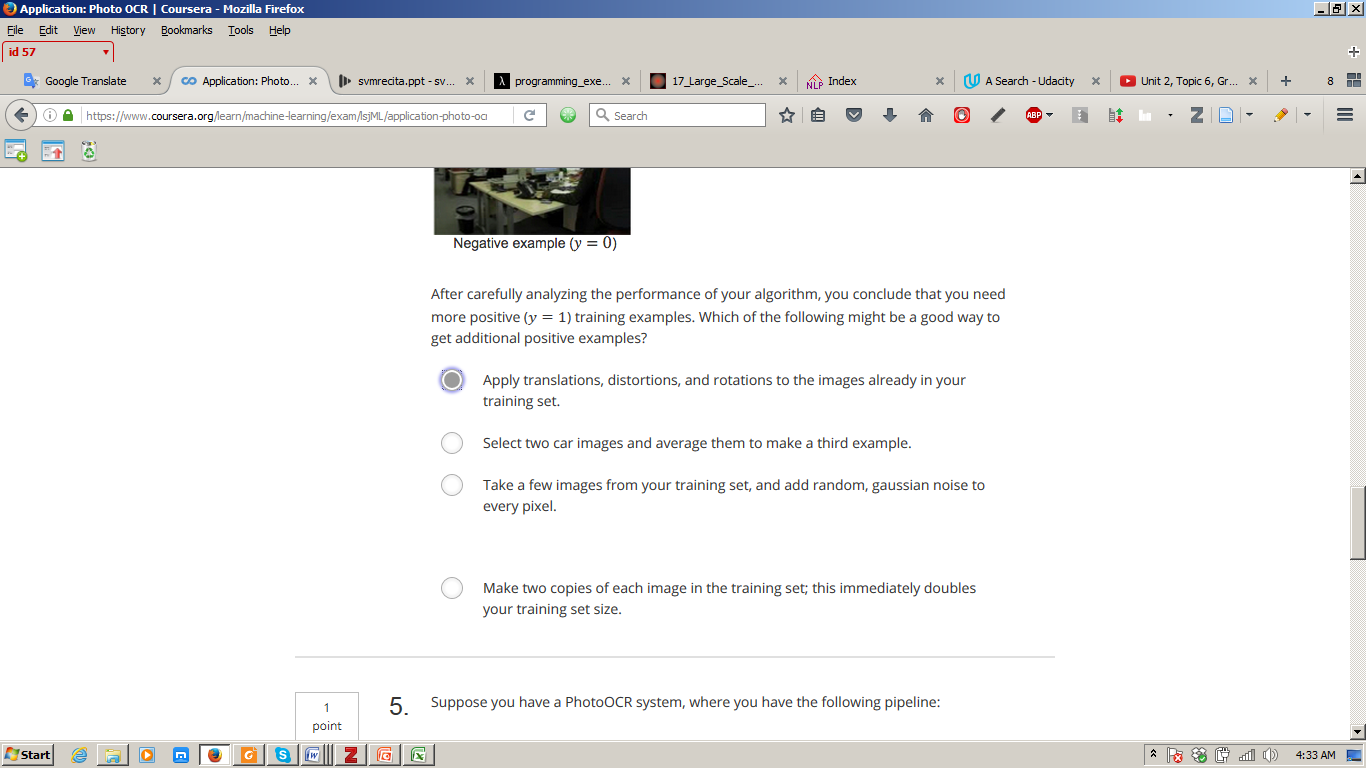 Application: Photo OCR | Coursera - Mozilla Firefox
File Edit View History Bookmarks Tools Help
id 57
Google Translate
Application: Photo...
svmrecita.ppt - sv...
programming_exe...
17_Large_Scale_...
NLP Index
A Search - Udacity
Unit 2, Topic 6, Gr...
8
https://www.coursera.org/learn/machine-learning/exam/lsjML/application-photo-oc
Search
ABP
Negative example (y = 0)
After carefully analyzing the performance of your algorithm, you conclude that you need
more positive (y = 1) training examples. Which of the following might be a good way to
get additional positive examples?
Apply translations, distortions, and rotations to the images already in your
training set.
Select two car images and average them to make a third example.
Take a few images from your training set, and add random, gaussian noise to
every pixel.
Make two copies of each image in the training set; this immediately doubles
your training set size.
1
point
5.
Suppose you have a PhotoOCR system, where you have the following pipeline:
Start
4:33 AM